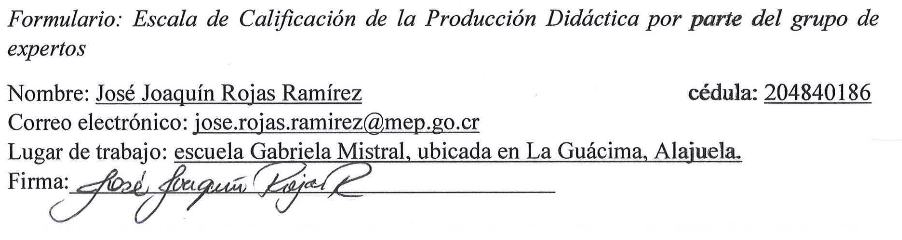 Formulario: Escala de Calificación de la Producción Didáctica por parte del grupo de
expertos
Nombre: José Joaquín Rojas Ramírez cédula: 204840186
Correo electrónico: jose.rojas.ramirez@mep.go.cr
Lugar de trabajo: escuela Gabriela Mistral, ubicada en La Guácima, Alajuela.
Firma: José Joaquín Rojas R